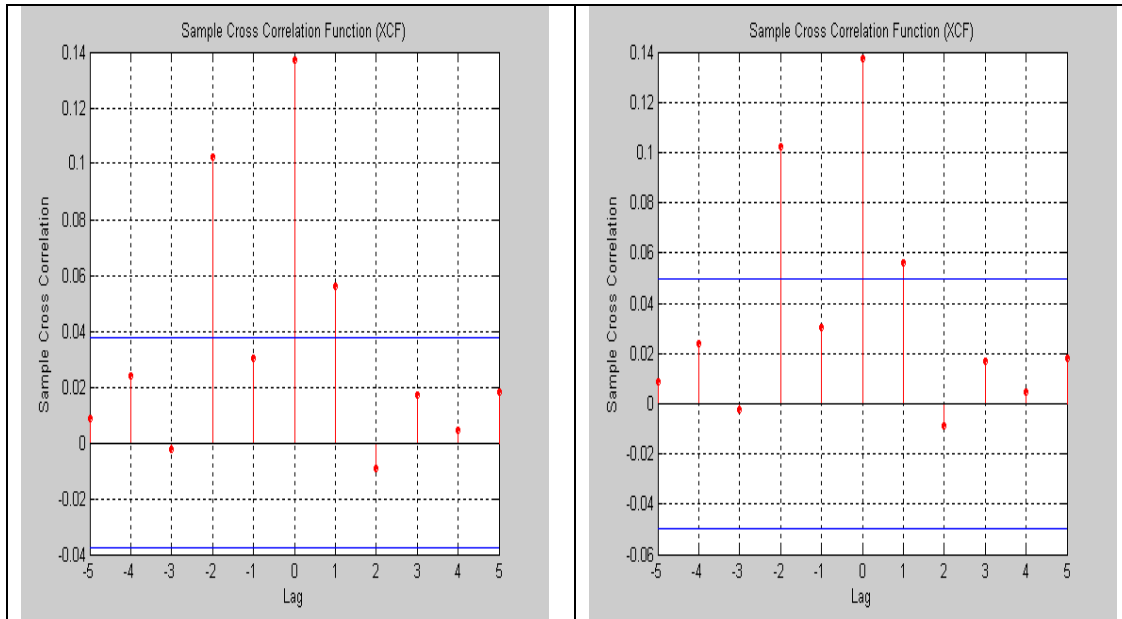 Sample Cross Correlation Function (XCF)
0.14
0.12
0.1
0.08
0.06
0.04
0.02
0
-0.02
-0.04
Sample Cross Correlation
-5 -4 -3 -2 -1 0 1 2 3 4 5
Lag
Sample Cross Correlation Function (XCF)
0.14
0.12
0.1
0.08
0.06
0.04
0.02
0
-0.02
-0.04
-0.06
Sample Cross Correlation
-5 -4 -3 -2 -1 0 1 2 3 4 5
Lag